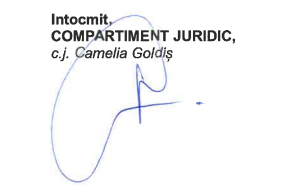 Intocmit,
COMPARTIMENT JURIDIC,
c.j. Camelia Goldiș